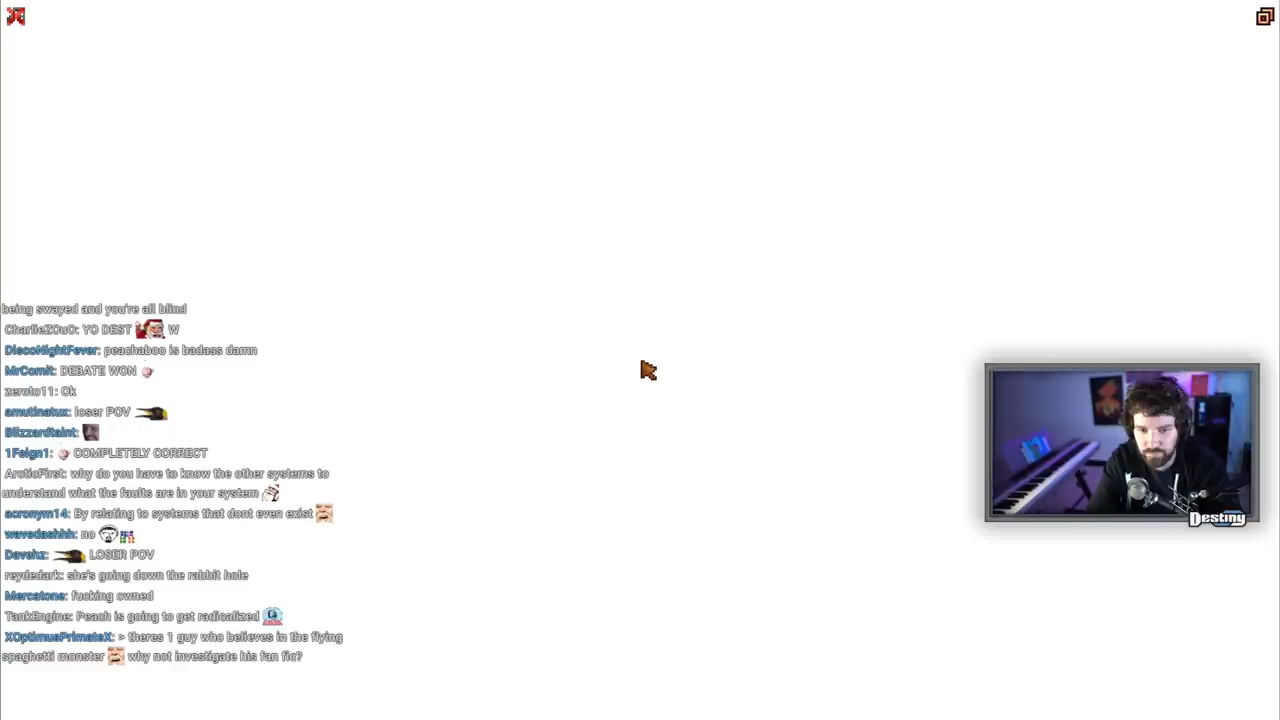 being swayed and you're all blind
CharlieZOuO: YO DEST W
DiscoNightFever: peachaboo is badass damn
MrComit: DEBATE WON
zeroto11: Ok
amutinatux: loser POV
Blizzardtaint:
1Feign1: COMPLETELY CORRECT
ArcticFirst: why do you have to know the other systems to
understand what the faults are in your system
acronym14: By relating to systems that dont even exist
wavedashhh: no
Davehz: LOSER POV
reydedark: she's going down the rabbit hole
Mercatone: fucking owned
TankEngine: Peach is going to get radicalized
XOptimusPrimateX: > theres 1 guy who believes in the flying
spaghetti monster why not investigate his fan fic?
Destiny